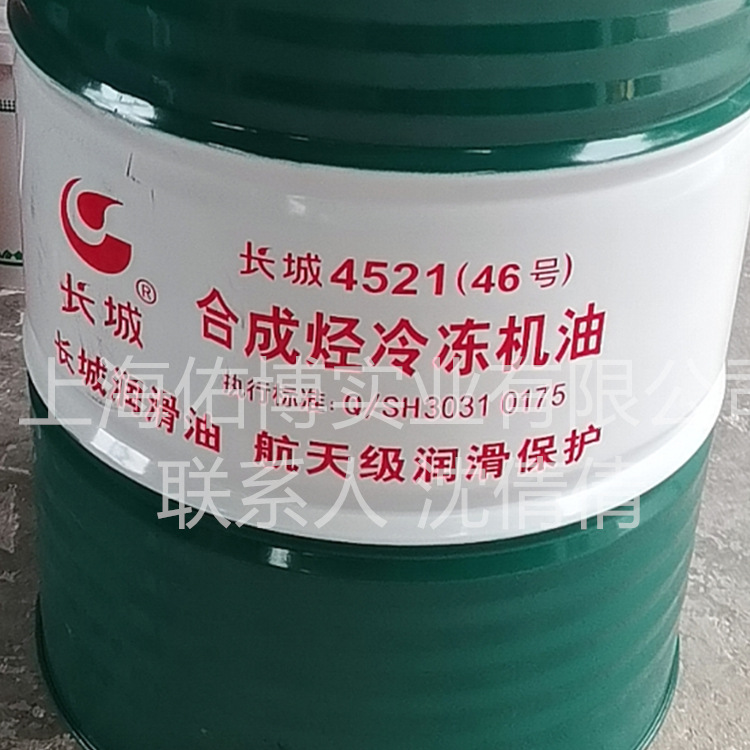 长城®
长城4521(46号)
合成烃冷冻机油
执行标准:Q/SH3031 0175
长城润滑油 航天级润滑保护
上海佑博实业有限公司
联系人 沈倩倩